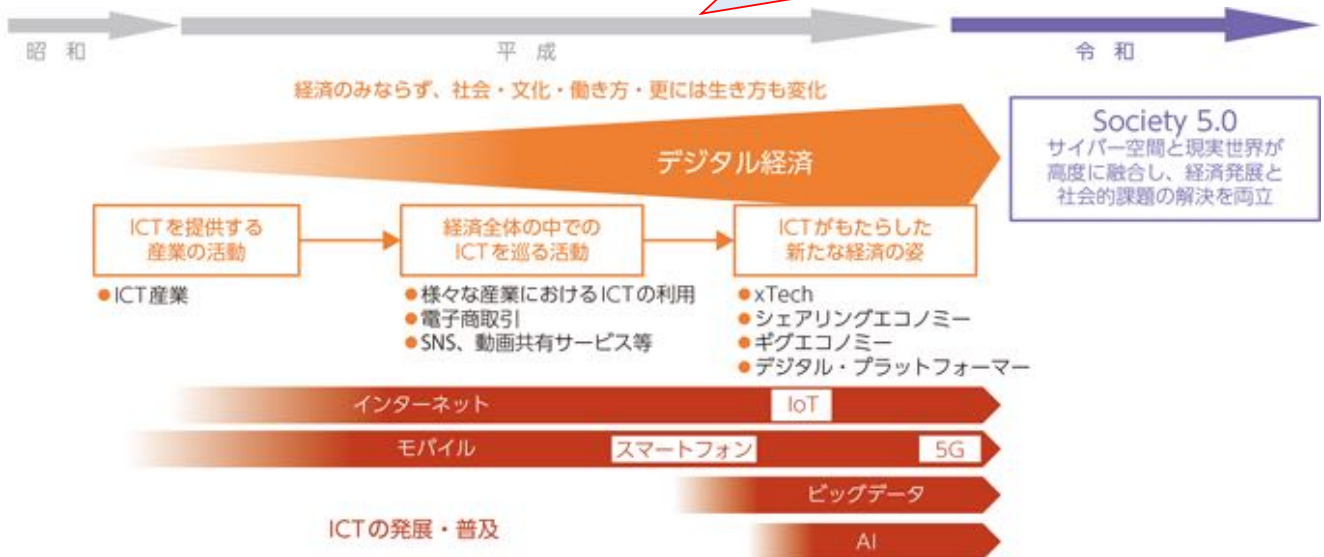 昭 和
平 成
令 和
経済のみならず、社会・文化・働き方・更には生き方も変化
デジタル経済
Society 5.0
サイバー空間と現実世界が
高度に融合し、経済発展と
社会的課題の解決を両立
ICTを提供する
産業の活動
経済全体の中での
ICTを巡る活動
ICTがもたらした
新たな経済の姿
●ICT産業
●様々な産業におけるICTの利用
●電子商取引
●SNS、動画共有サービス等
●xTech
●シェアリングエコノミー
●ギグエコノミー
●デジタル・プラットフォーマー
インターネット
IoT
モバイル
スマートフォン
5G
ビッグデータ
AI
ICTの発展・普及